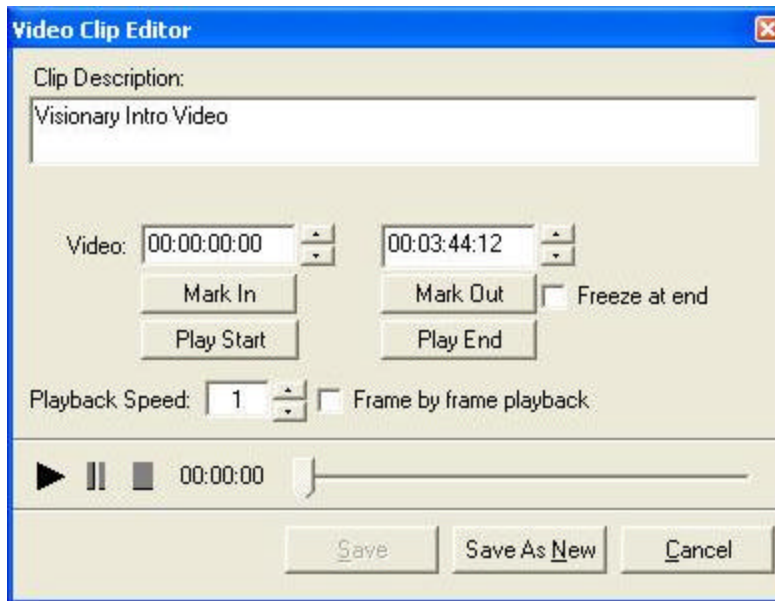 Video Clip Editor
Clip Description:
Visionary Intro Video
Video: 00:00:00:00 00:03:44:12
Mark In Mark Out Freeze at end
Play Start Play End
Playback Speed: 1 Frame by frame playback
00:00:00
Save Save As New Cancel